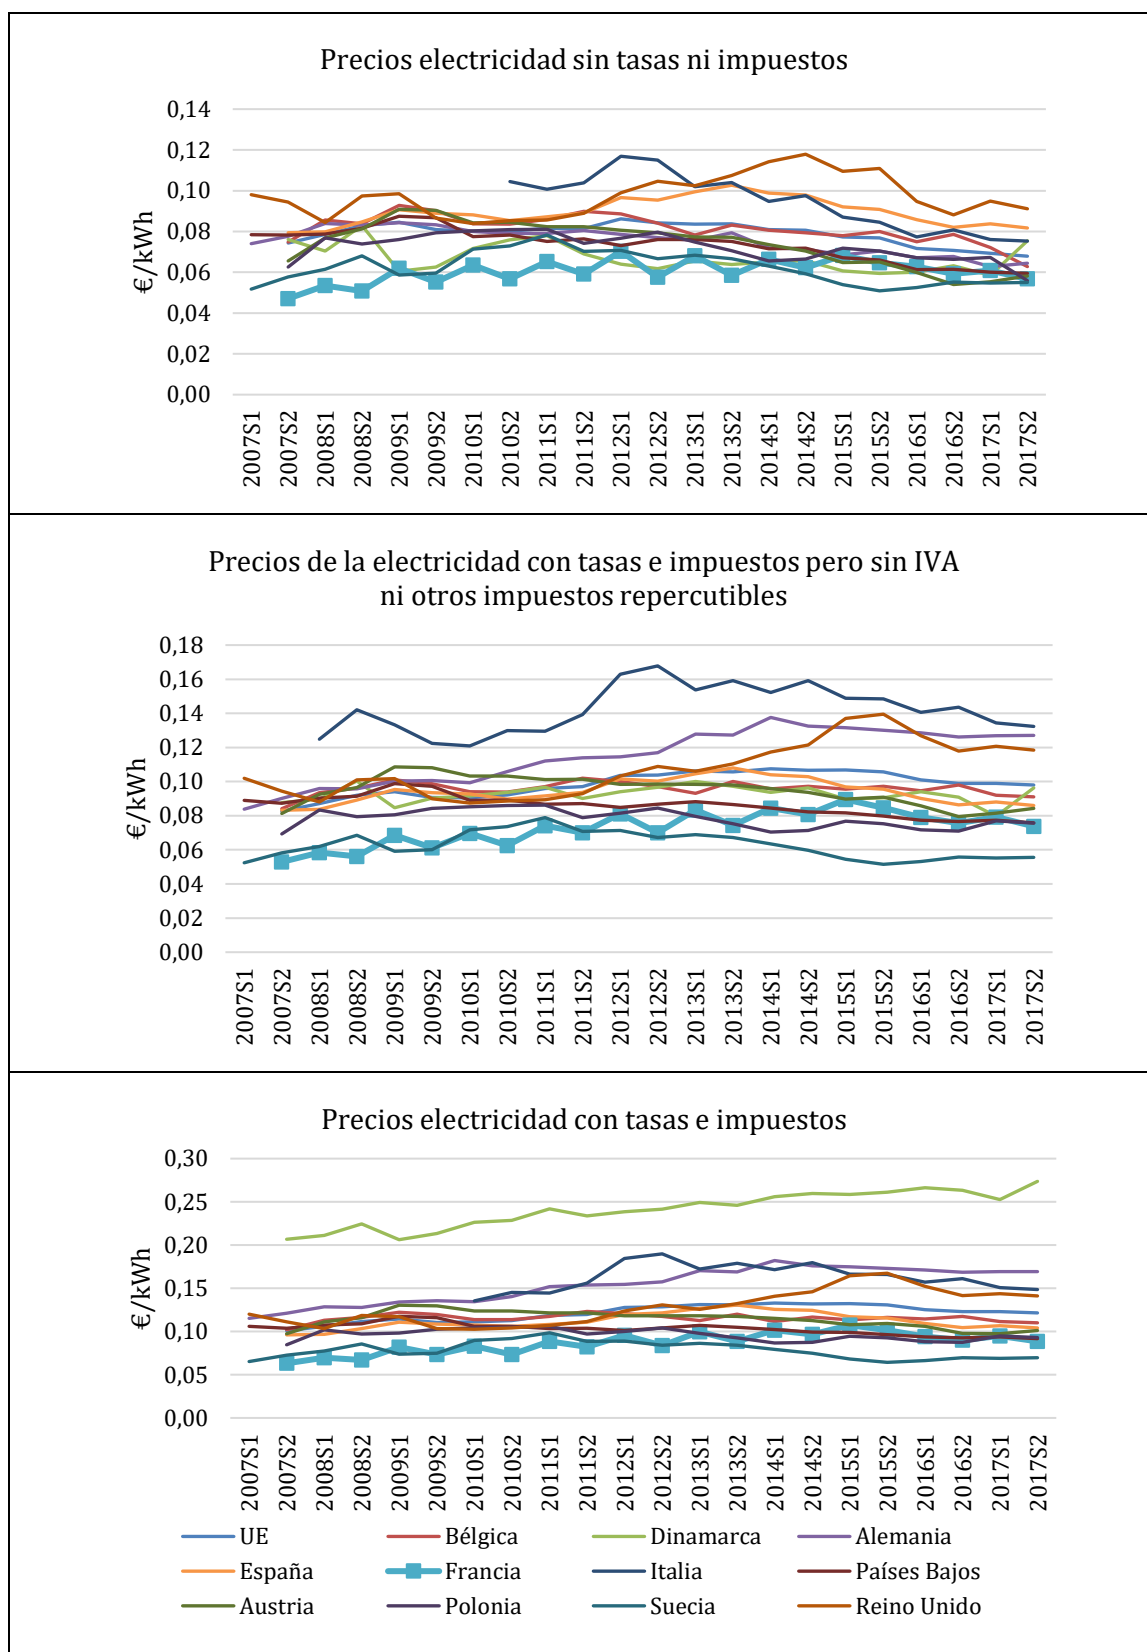 Precios electricidad sin tasas ni impuestos
€/kWh
0,14
0,12
0,10
0,08
0,06
0,04
0,02
0,00
2007S1
2007S2
2008S1
2008S2
2009S1
2009S2
2010S1
2010S2
2011S1
2011S2
2012S1
2012S2
2013S1
2013S2
2014S1
2014S2
2015S1
2015S2
2016S1
2016S2
2017S1
2017S2
Precios de la electricidad con tasas e impuestos pero sin IVA
ni otros impuestos repercutibles
€/kWh
0,18
0,16
0,14
0,12
0,10
0,08
0,06
0,04
0,02
0,00
2007S1
2007S2
2008S1
2008S2
2009S1
2009S2
2010S1
2010S2
2011S1
2011S2
2012S1
2012S2
2013S1
2013S2
2014S1
2014S2
2015S1
2015S2
2016S1
2016S2
2017S1
2017S2
Precios electricidad con tasas e impuestos
€/kWh
0,30
0,25
0,20
0,15
0,10
0,05
0,00
2007S1
2007S2
2008S1
2008S2
2009S1
2009S2
2010S1
2010S2
2011S1
2011S2
2012S1
2012S2
2013S1
2013S2
2014S1
2014S2
2015S1
2015S2
2016S1
2016S2
2017S1
2017S2
UE Bélgica Dinamarca Alemania
España Francia Italia Países Bajos
Austria Polonia Suecia Reino Unido